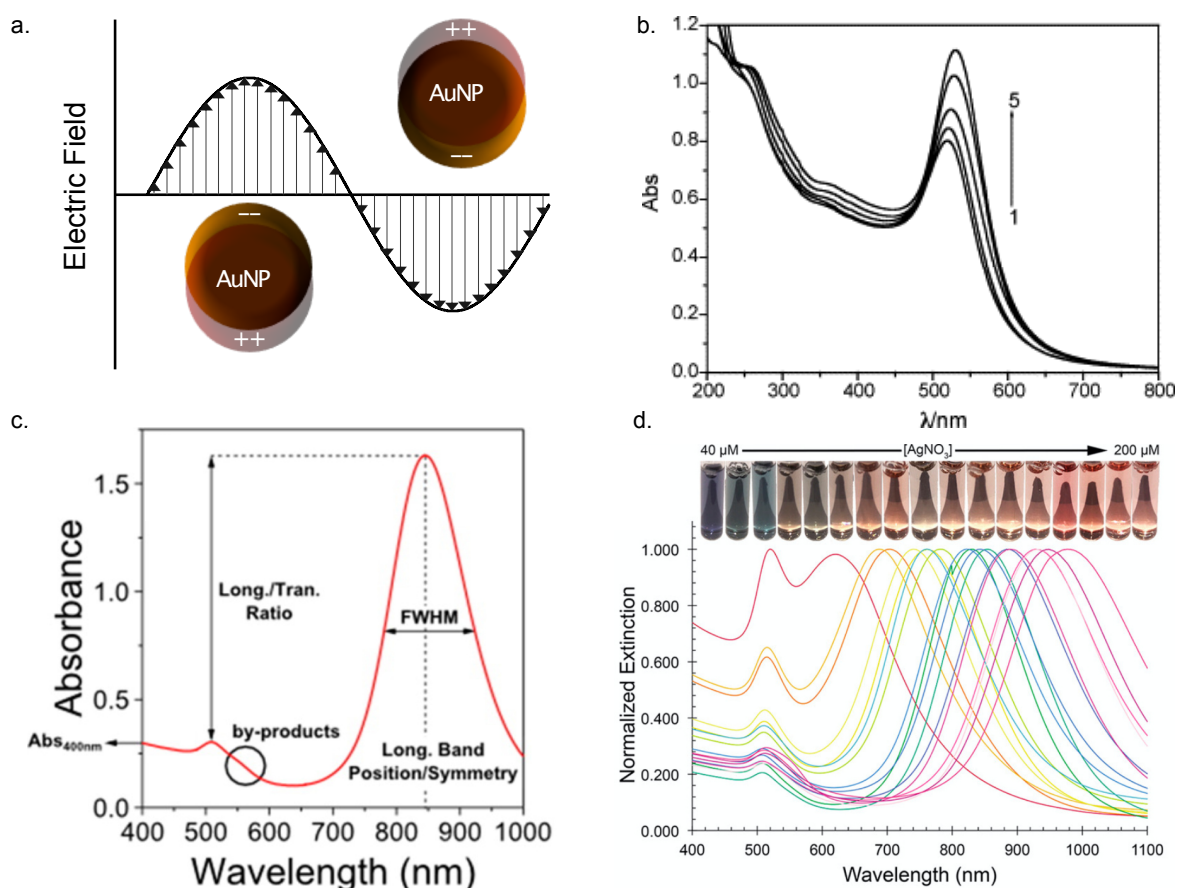 a.
Electric Field
++
AuNP
--
--
AuNP
++
b.
1.2
1.0
0.8
0.6
0.4
0.2
0.0
Abs
5
1
200 300 400 500 600 700 800
λ/nm
c.
1.5
1.0
0.5
0.0
Absorbance
Long./Tran.
Ratio
FWHM
by-products
Abs400nm
Long. Band
Position/Symmetry
400 500 600 700 800 900 1000
Wavelength (nm)
d.
40 µM [AgNO3] 200 µM
1.000
0.800
0.600
0.400
0.200
0.000
Normalized Extinction
400 500 600 700 800 900 1000 1100
Wavelength (nm)